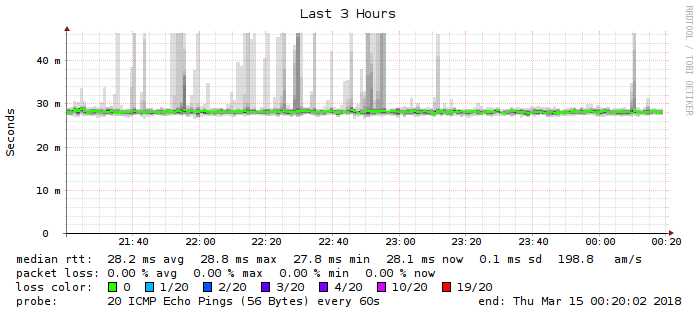 Last 3 Hours
RRDTOOL / TOBI OETIKER
Seconds
40 m
30 m
20 m
10 m
0
21:40 22:00 22:20 22:40 23:00 23:20 23:40 00:00 00:20
median rtt: 28.2 ms avg 28.8 ms max 27.8 ms min 28.1 ms now 0.1 ms sd 198.8 am/s
packet loss: 0.00 % avg 0.00 % max 0.00 % min 0.00 % now
loss color: 0 1/20 2/20 3/20 4/20 10/20 19/20
probe: 20 ICMP Echo Pings (56 Bytes) every 60s end: Thu Mar 15 00:20:02 2018